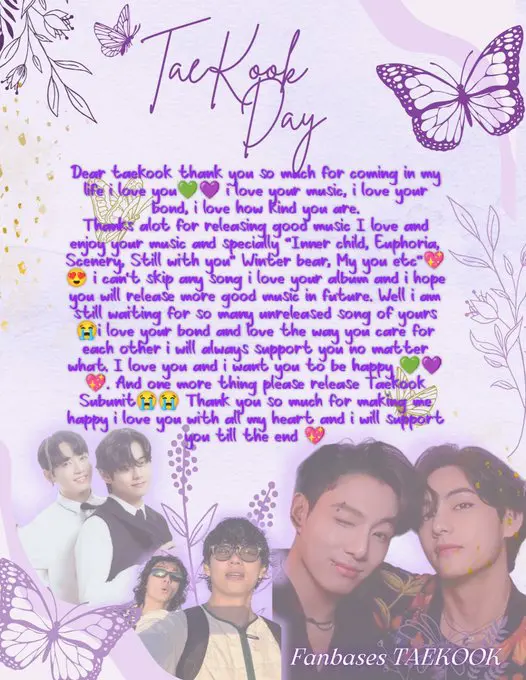 TaeKook
Day
Dear taekook thank you so much for coming in my
life i love you💚💜 i love your music, i love your
bond, i love how kind you are.
Thanks alot for releasing good music I love and
enjoy your music and specially "Inner child, Euphoria,
Scenery, Still with you" Winter bear, My you etc"💖
😍 i can't skip any song i love your album and i hope
you will release more good music in future. Well i am
still waiting for so many unreleased song of yours
😭i love your bond and love the way you care for
each other i will always support you no matter
what. I love you and i want you to be happy 💚💜
💖. And one more thing please release Taekook
Subunit😭😭 Thank you so much for making me
happy i love you with all my heart and i will support
you till the end 💖
Fanbases TAEKOOK